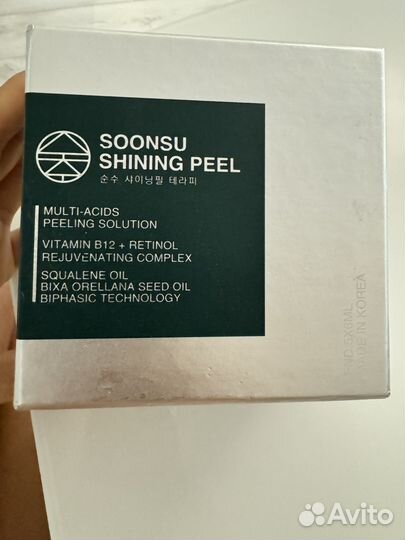 SOONSU
SHINING PEEL
순수 샤이닝필 테라피
MULTI-ACIDS
PEELING SOLUTION
VITAMIN B12 + RETINOL
REJUVENATING COMPLEX
SQUALENE OIL
BIXA ORELLANA SEED OIL
BIPHASIC TECHNOLOGY
5X8ML
MADE IN KOREA
Avito